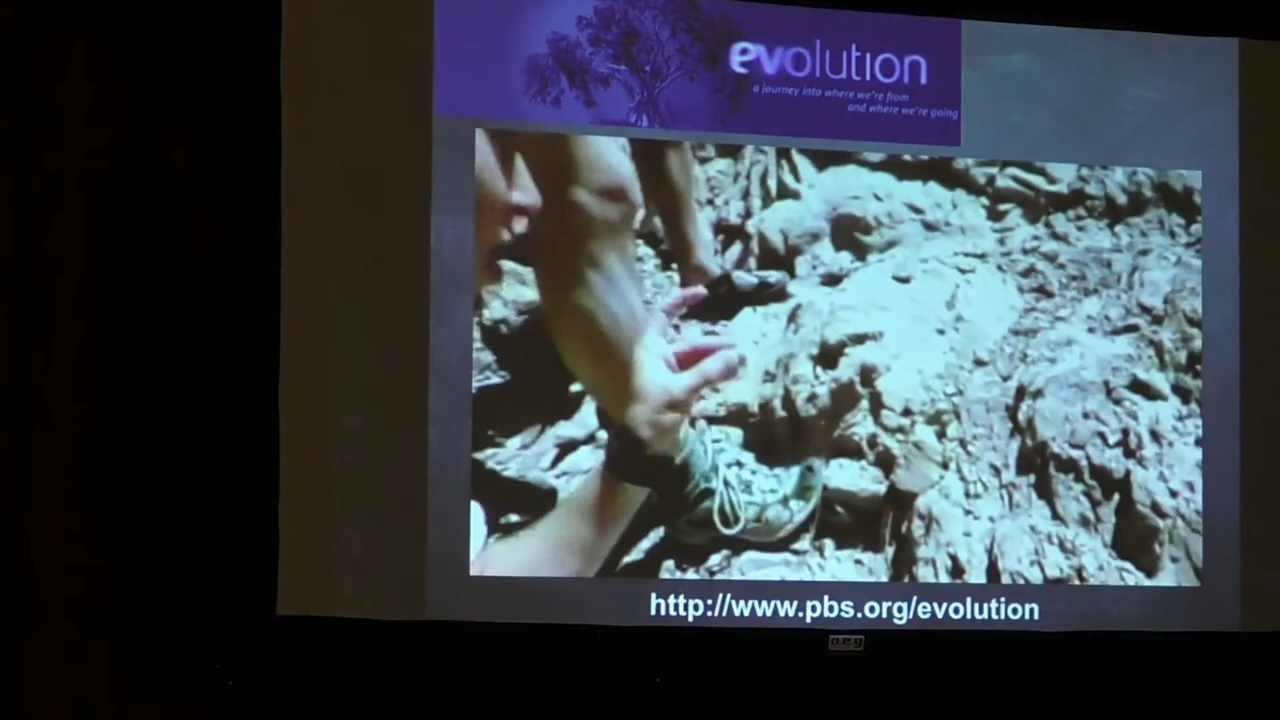 evolution
a journey into where we're from
and where we're going
http://www.pbs.org/evolution